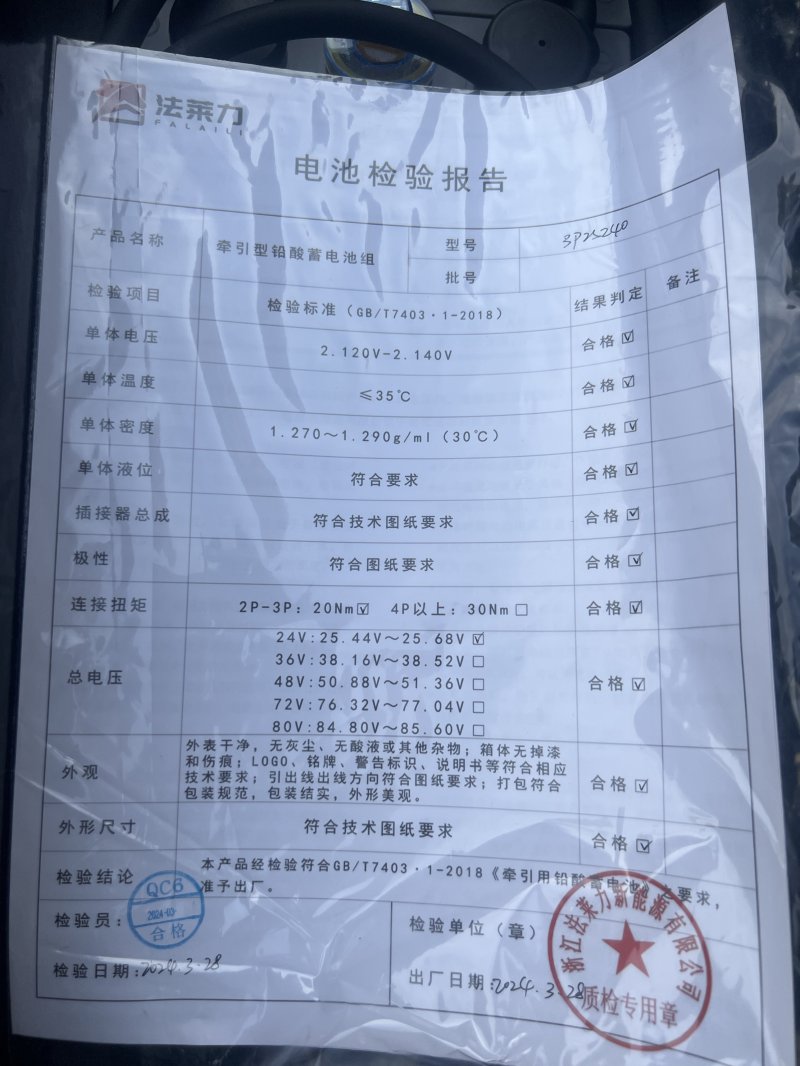 法莱力
FALAILI
电池检验报告
产品名称 牵引型铅酸蓄电池组 型号 3PzS240
批号
检验项目 检验标准（GB/T7403·1-2018） 结果判定 备注
单体电压 2.120V-2.140V 合格☑
单体温度 ≤35℃ 合格☑
单体密度 1.270～1.290g/ml（30℃） 合格☑
单体液位 符合要求 合格☑
插接器总成 符合技术图纸要求 合格☑
极性 符合图纸要求 合格☑
连接扭矩 2P-3P：20Nm☑ 4P以上：30Nm□ 合格☑
总电压 24V:25.44V～25.68V☑
36V:38.16V～38.52V□
48V:50.88V～51.36V□ 合格☑
72V:76.32V～77.04V□
80V:84.80V～85.60V□
外观 外表干净，无灰尘、无酸液或其他杂物；箱体无掉漆
和伤痕；LOGO、铭牌、警告标识、说明书等符合相应
技术要求；引出线出线方向符合图纸要求；打包符合 合格☑
包装规范，包装结实，外形美观。
外形尺寸 符合技术图纸要求 合格☑
检验结论 本产品经检验符合GB/T7403·1-2018《牵引用铅酸蓄电池》之要求，
准予出厂。
检验员： QC6
2024-03-
合格
检验单位（章）
浙江法莱力新能源有限公司
质检专用章
检验日期：2024.3.28 出厂日期：2024.3.28